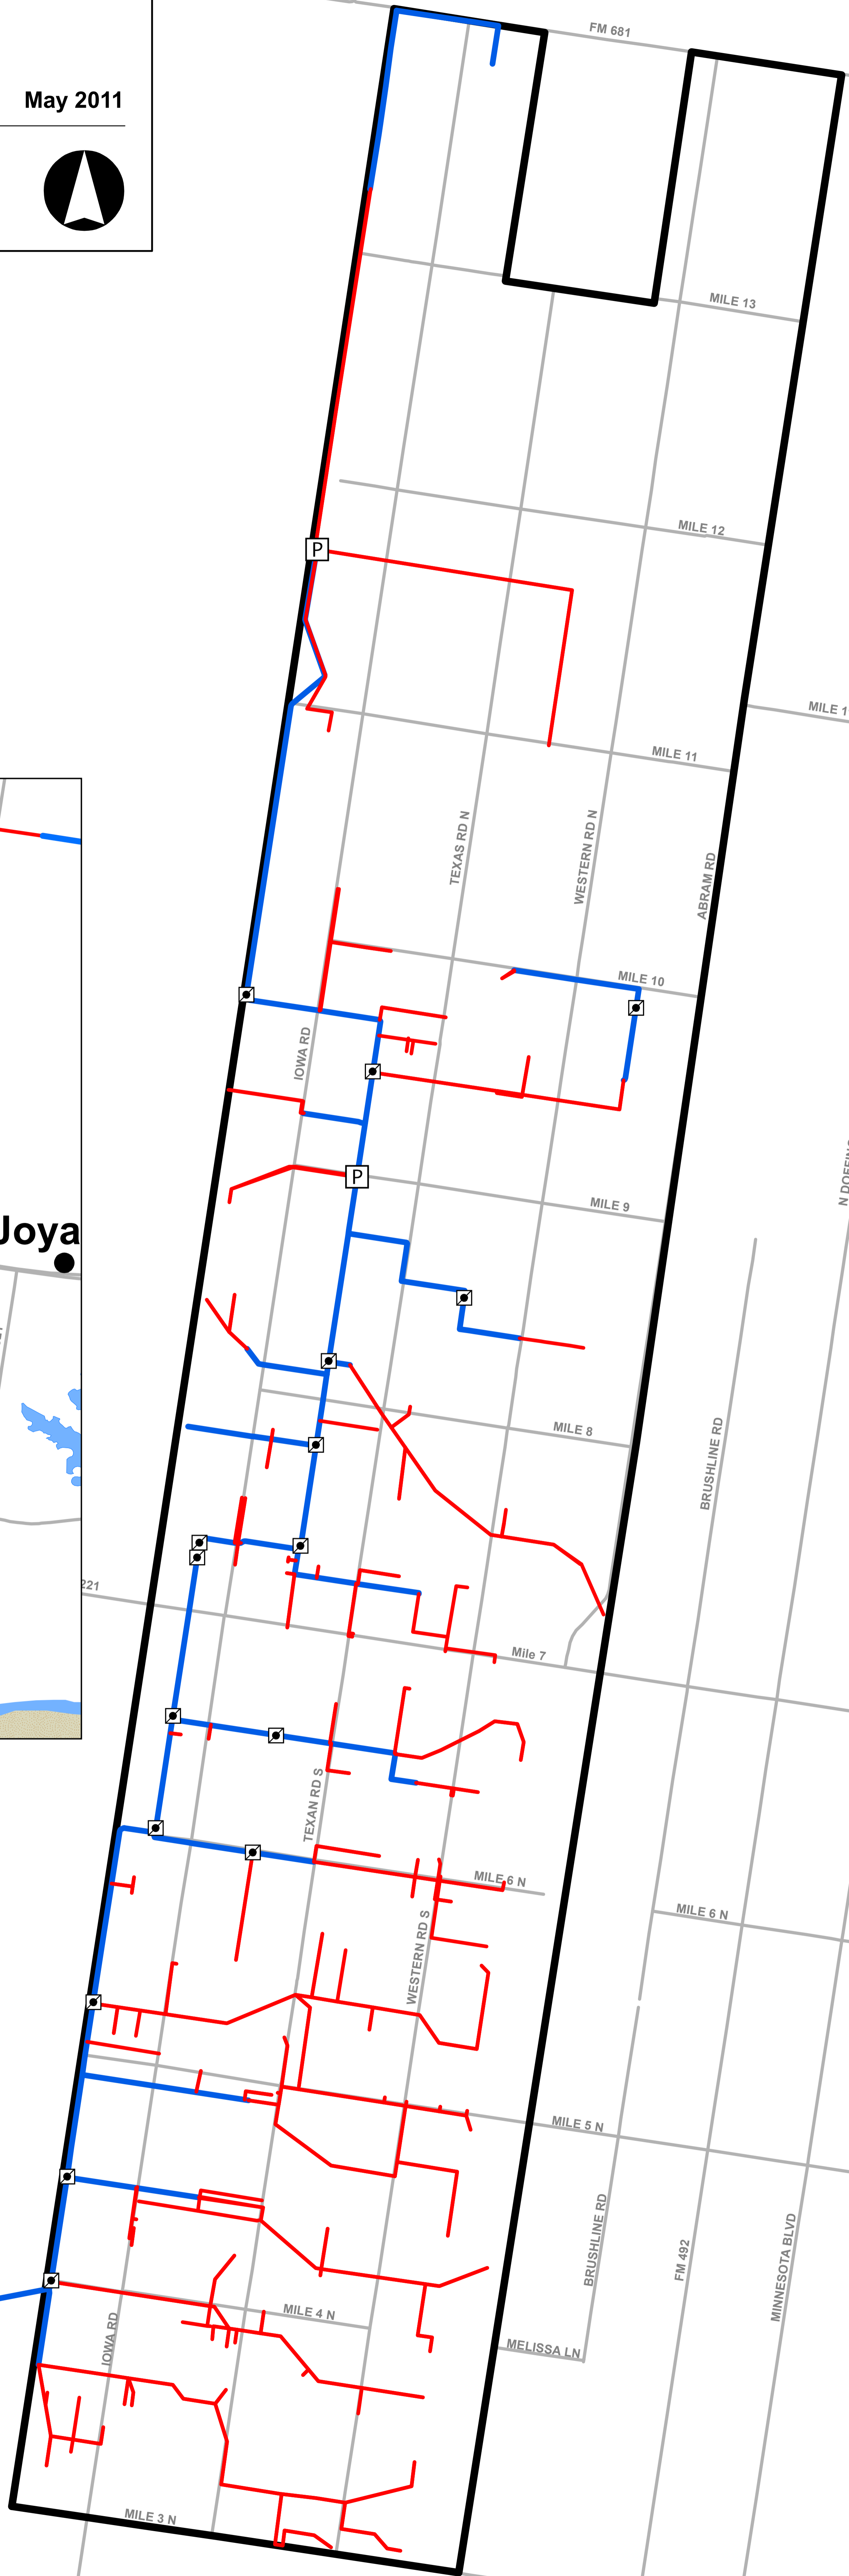 FM 681
May 2011
MILE 13
MILE 12
P
MILE 1
MILE 11
TEXAS RD N
WESTERN RD N
ABRAM RD
MILE 10
IOWA RD
P
MILE 9
Joya
MILE 8
BRUSHLINE RD
221
Mile 7
TEXAN RD S
MILE 6 N
MILE 6 N
WESTERN RD S
MILE 5 N
BRUSHLINE RD
FM 492
MINNESOTA BLVD
MILE 4 N
IOWA RD
MELISSA LN
MILE 3 N